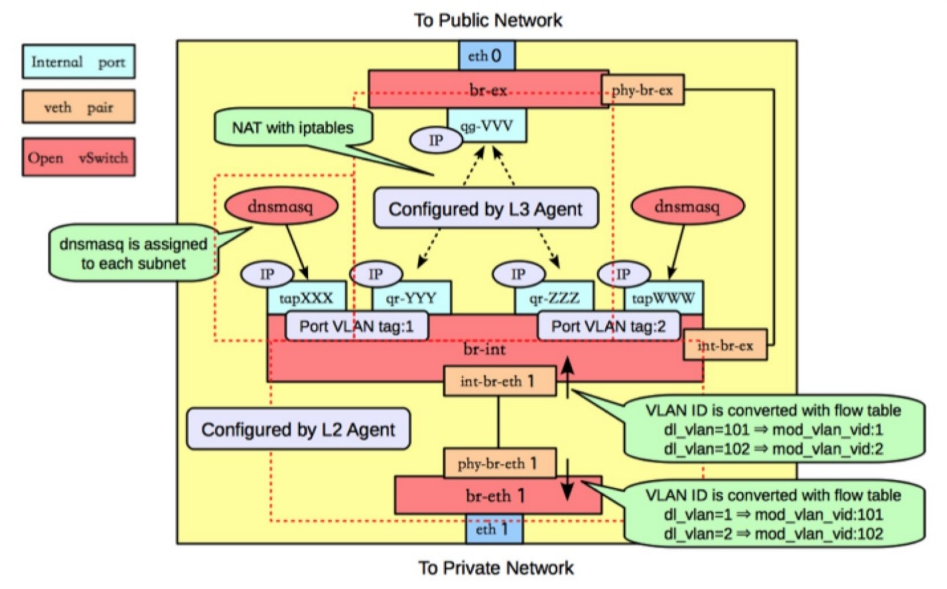 To Public Network
Internal port
veth pair
Open vSwitch
eth 0
br-ex
phy-br-ex
NAT with iptables
IP
qg-VVV
dnsmasq
Configured by L3 Agent
dnsmasq
dnsmasq is assigned
to each subnet
IP
IP
IP
IP
tapXXX
qr-YYY
qr-ZZZ
tapWWW
Port VLAN tag:1
Port VLAN tag:2
br-int
int-br-ex
int-br-eth 1
VLAN ID is converted with flow table
dl_vlan=101 ⇒ mod_vlan_vid:1
dl_vlan=102 ⇒ mod_vlan_vid:2
Configured by L2 Agent
phy-br-eth 1
br-eth 1
VLAN ID is converted with flow table
dl_vlan=1 ⇒ mod_vlan_vid:101
dl_vlan=2 ⇒ mod_vlan_vid:102
eth 1
To Private Network